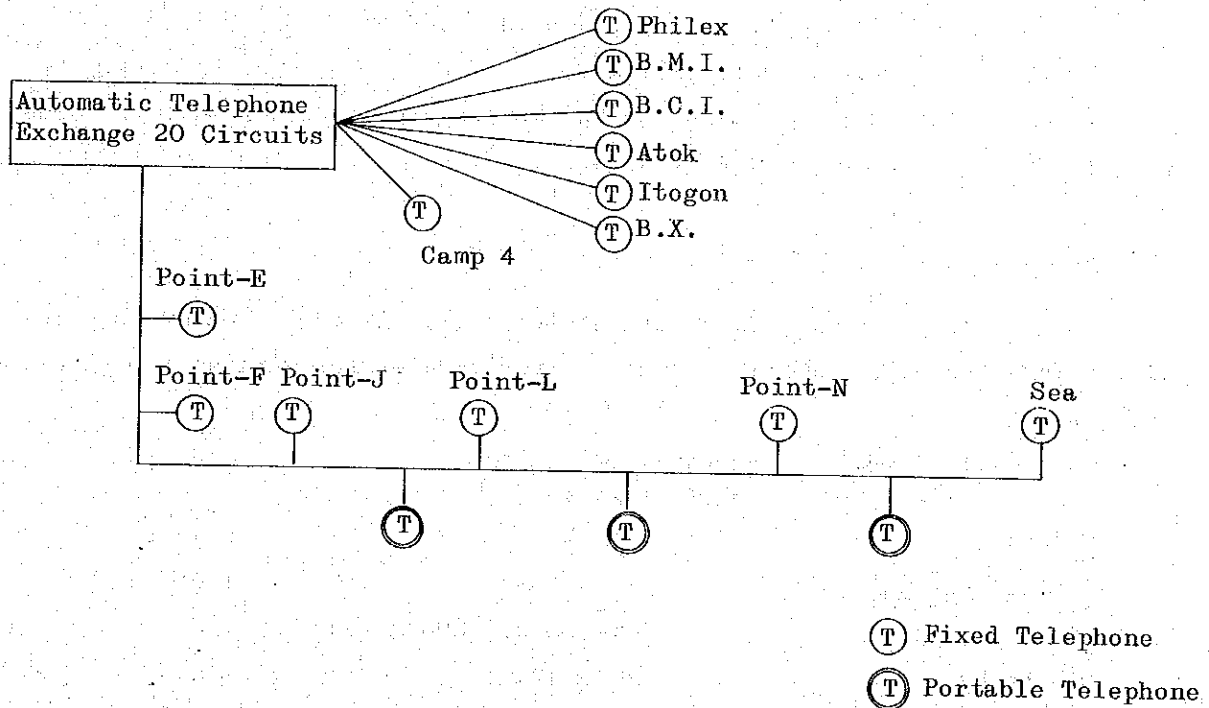 T Philex
T B.M.I.
Automatic Telephone
Exchange 20 Circuits
T B.C.I.
T Atok
T Itogon
T B.X.
T
Camp 4
Point-E
T
Point-F Point-J Point-L Point-N Sea
T T T T T
T T T
T Fixed Telephone
T Portable Telephone